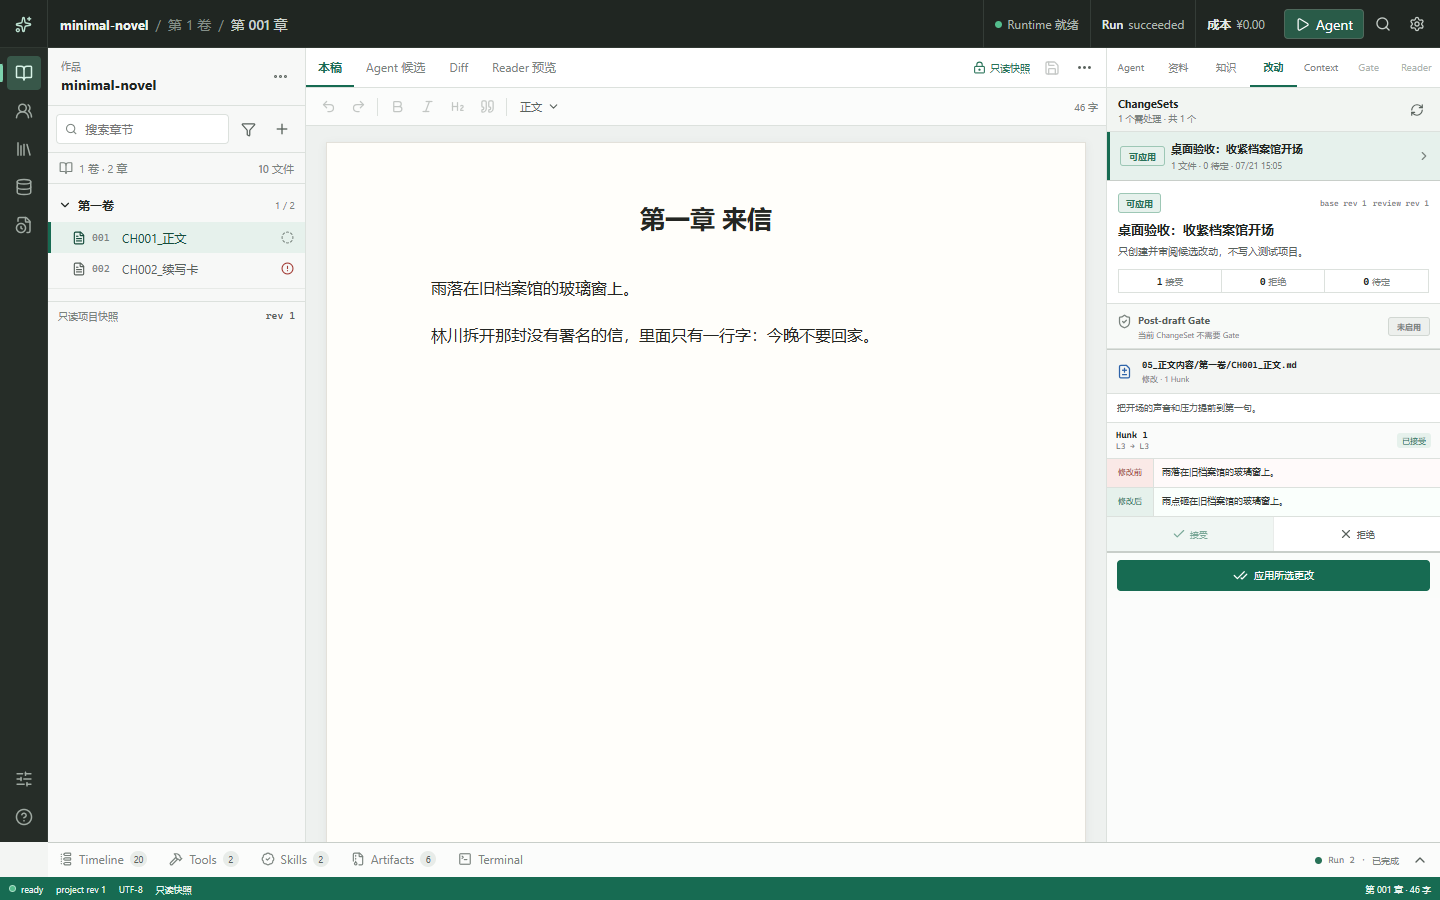 minimal-novel / 第 1 卷 / 第 001 章
Runtime 就绪
Run succeeded
成本 ¥0.00
Agent
作品
minimal-novel
搜索章节
1 卷 · 2 章
10 文件
第一卷
1 / 2
001 CH001_正文
002 CH002_续写卡
只读项目快照
rev 1
本稿
Agent 候选
Diff
Reader 预览
只读快照
B I H₂ 正文
46 字
第一章 来信
雨落在旧档案馆的玻璃窗上。
林川拆开那封没有署名的信，里面只有一行字：今晚不要回家。
Agent
资料
知识
改动
Context
Gate
Reader
ChangeSets
1 个需处理 · 共 1 个
可应用
桌面验收：收紧档案馆开场
1 文件 · 0 待定 · 07/21 15:05
可应用
base rev 1 review rev 1
桌面验收：收紧档案馆开场
只创建并审阅候选改动，不写入测试项目。
1 接受
0 拒绝
0 待定
Post-draft Gate
当前 ChangeSet 不需要 Gate
未启用
05_正文内容/第一卷/CH001_正文.md
修改 · 1 Hunk
把开场的声音和压力提前到第一句。
Hunk 1
L3 → L3
已接受
修改前
雨落在旧档案馆的玻璃窗上。
修改后
雨点砸在旧档案馆的玻璃窗上。
接受
拒绝
应用所选更改
Timeline 20
Tools 2
Skills 2
Artifacts 6
Terminal
Run 2 · 已完成
ready
project rev 1
UTF-8
只读快照
第 001 章 · 46 字